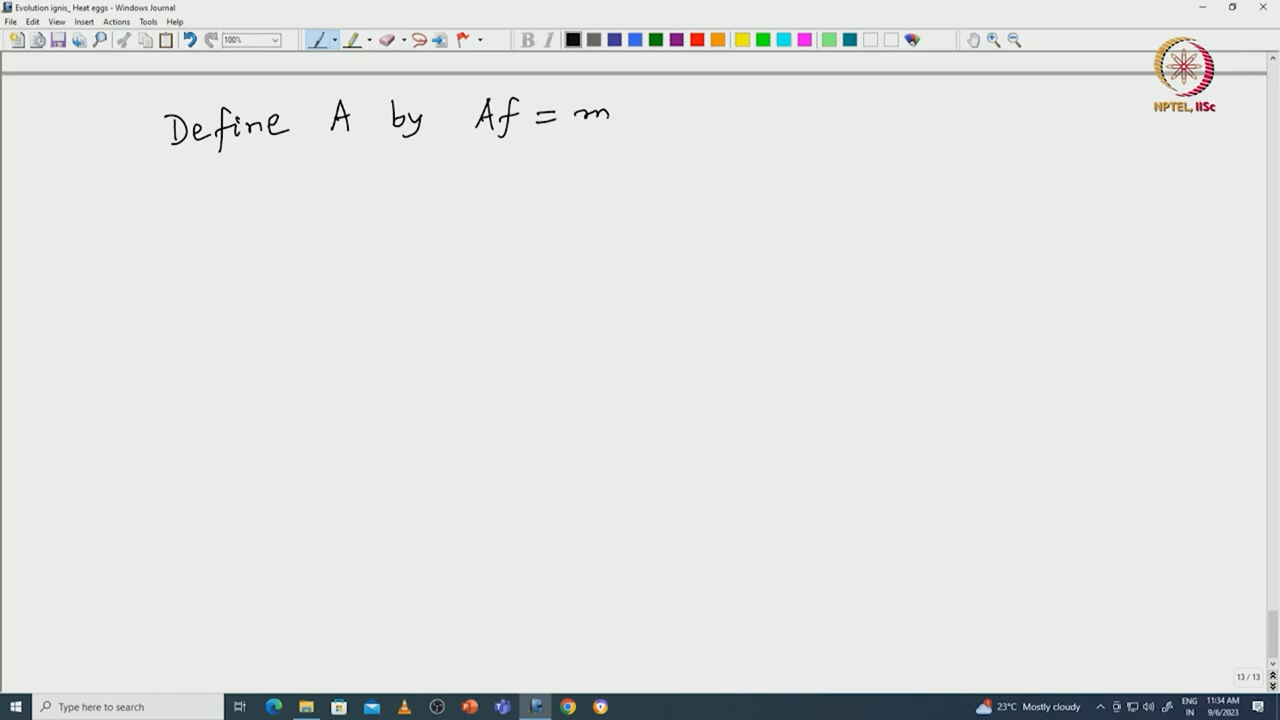 Evolution ignis_ Heat eggs - Windows Journal
File Edit View Insert Actions Tools Help
100%
B I
NPTEL, IISc
Define A by Af = m
13 / 13
Type here to search
23°C Mostly cloudy
ENG
IN
11:34 AM
9/6/2023